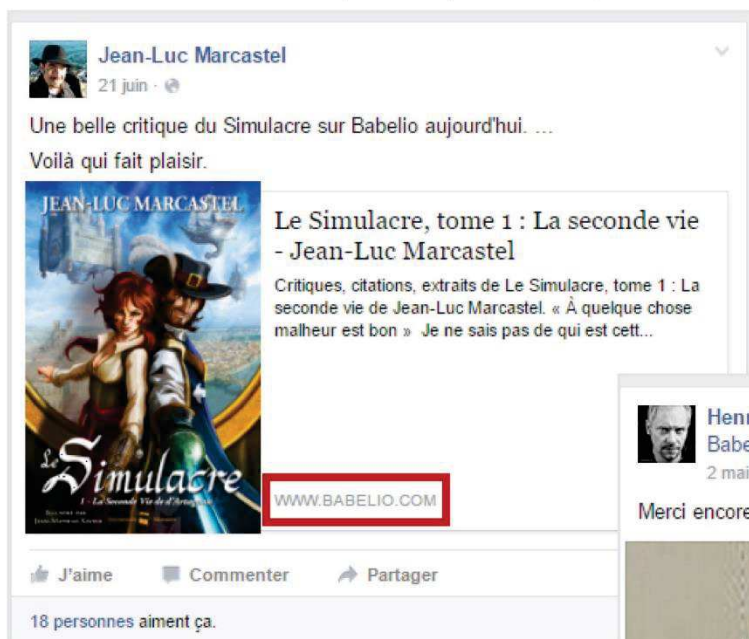 Jean-Luc Marcastel
21 juin
Une belle critique du Simulacre sur Babelio aujourd'hui. ...
Voilà qui fait plaisir.
JEAN-LUC MARCASTEL
Le Simulacre
1 - La Seconde Vie de d'Artagnan
Le Simulacre, tome 1 : La seconde vie
- Jean-Luc Marcastel
Critiques, citations, extraits de Le Simulacre, tome 1 : La
seconde vie de Jean-Luc Marcastel. « À quelque chose
malheur est bon » Je ne sais pas de qui est cett...
WWW.BABELIO.COM
J'aime
Commenter
Partager
18 personnes aiment ça.
2 mai
Merci encore